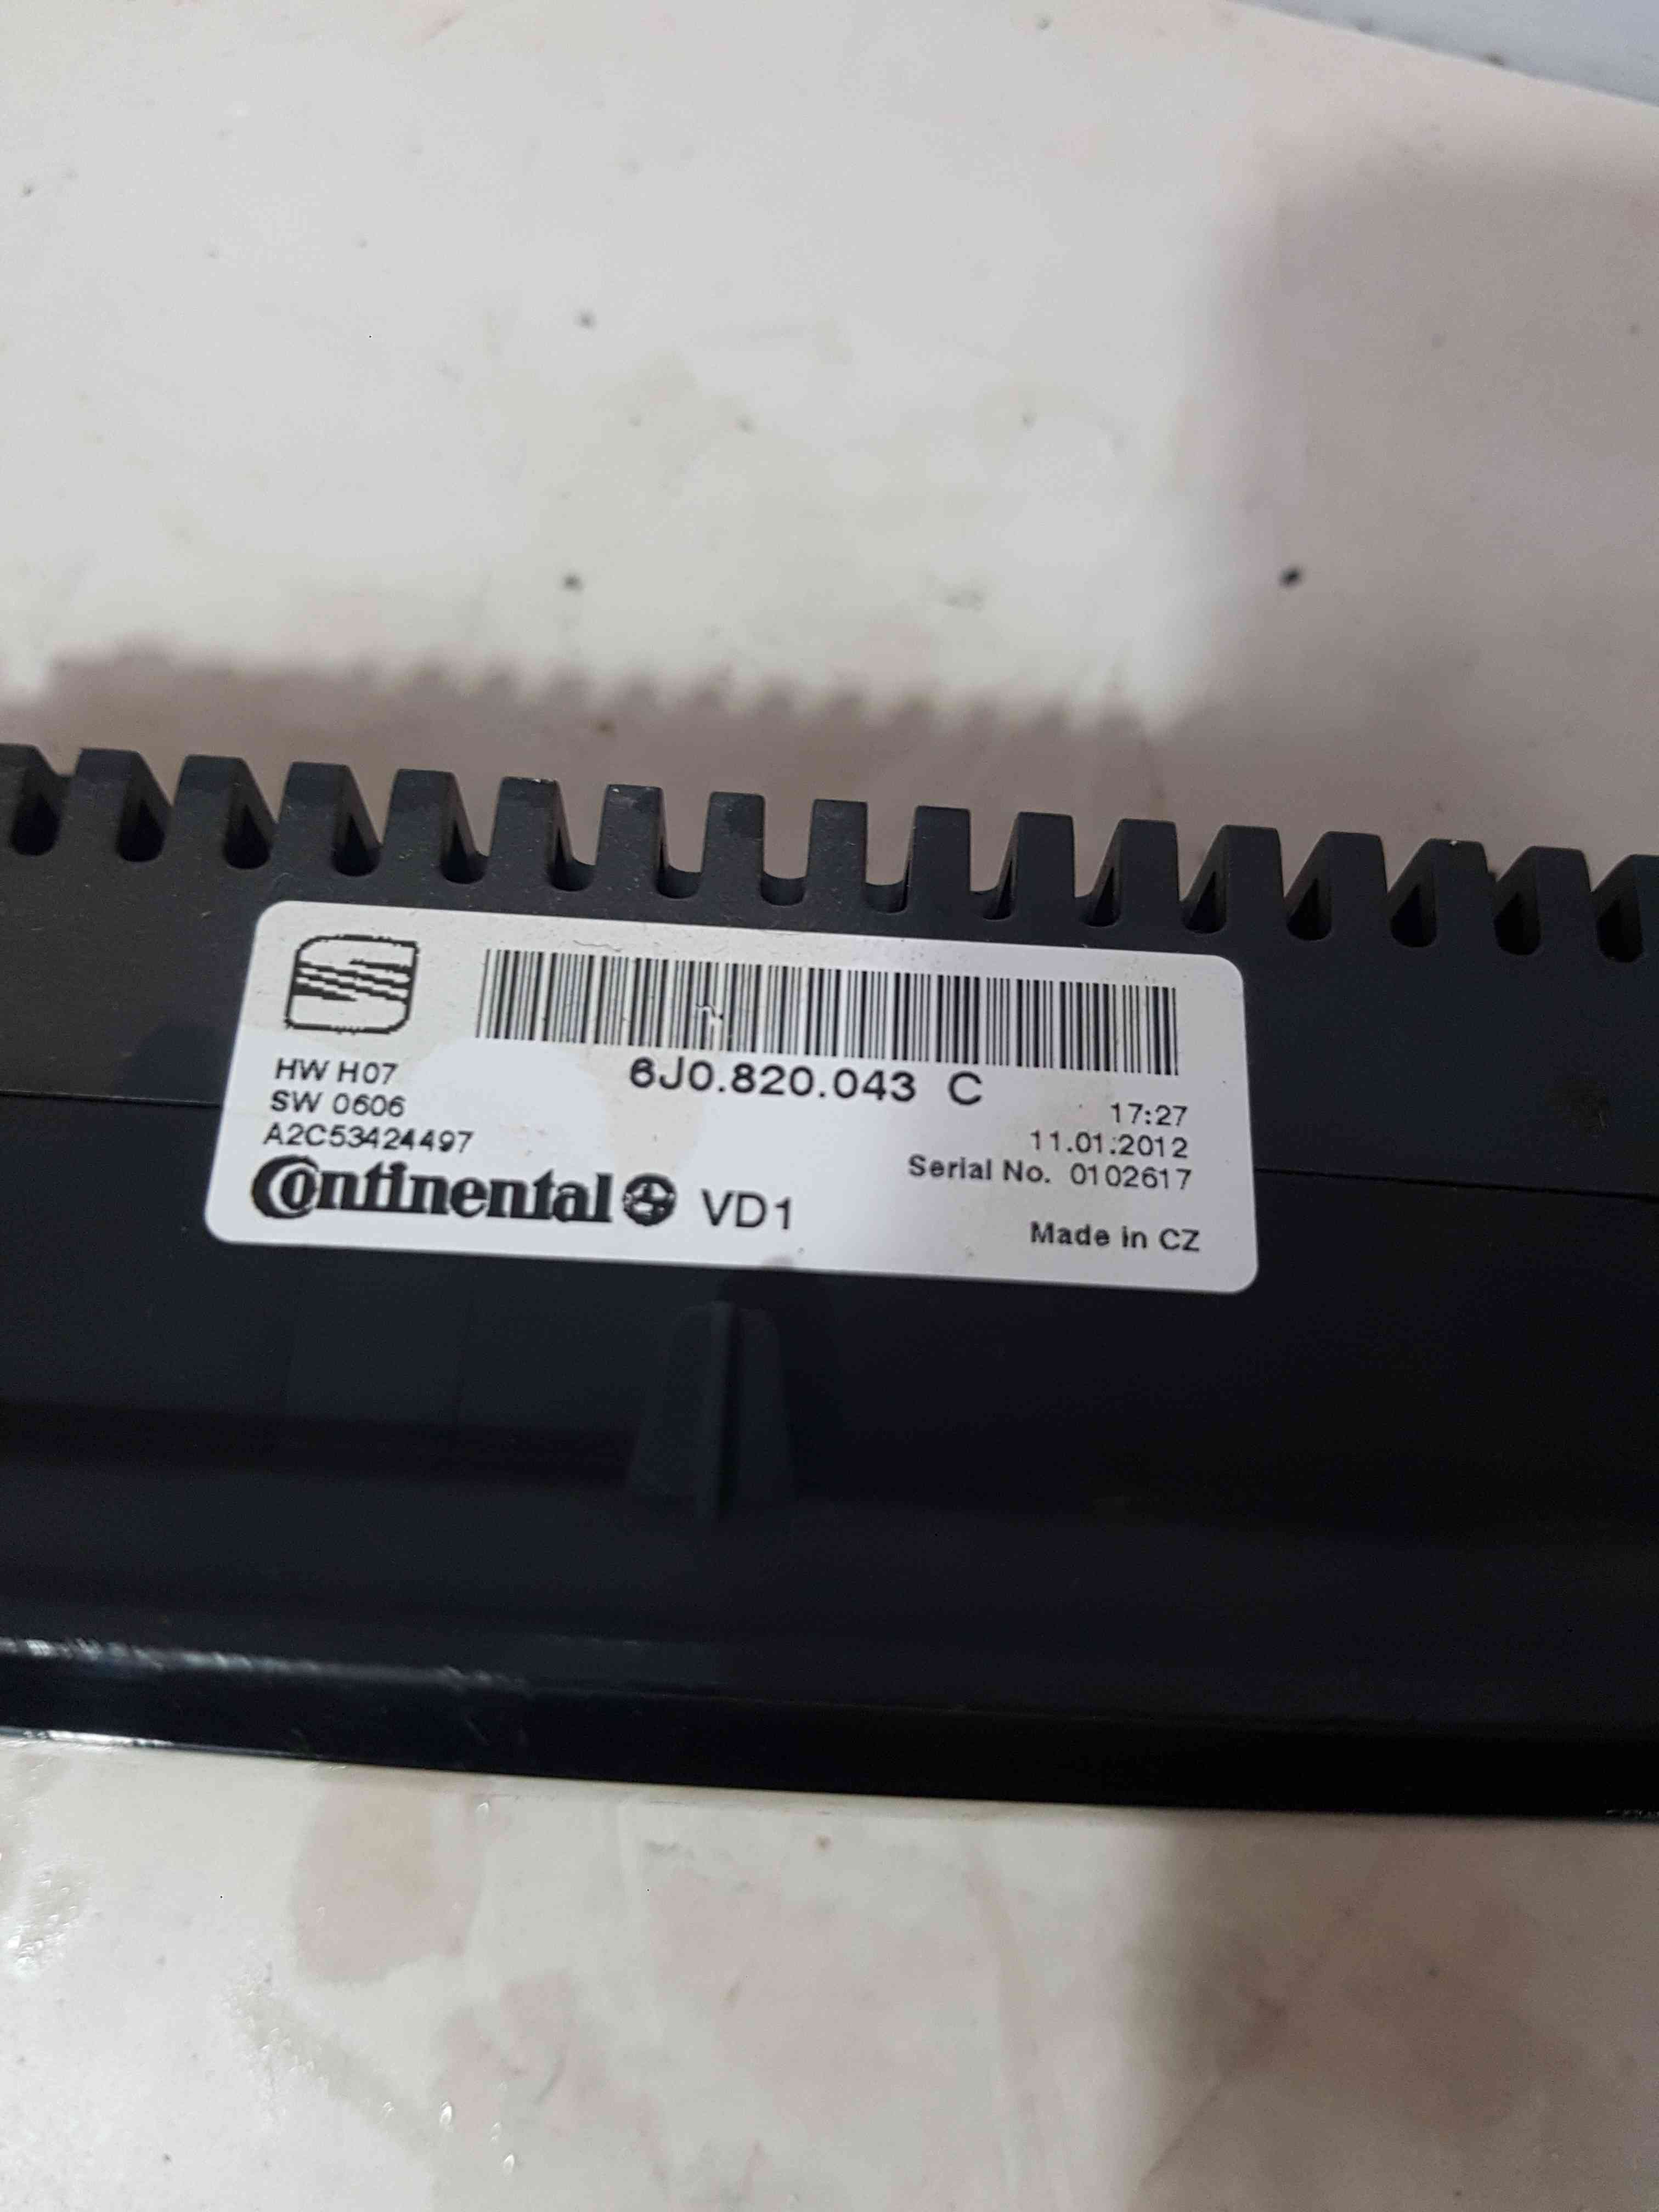 6J0.820.043 C
HW H07
SW 0606
A2C53424497
17:27
11.01.2012
Serial No. 0102617
Continental VD1
Made in CZ